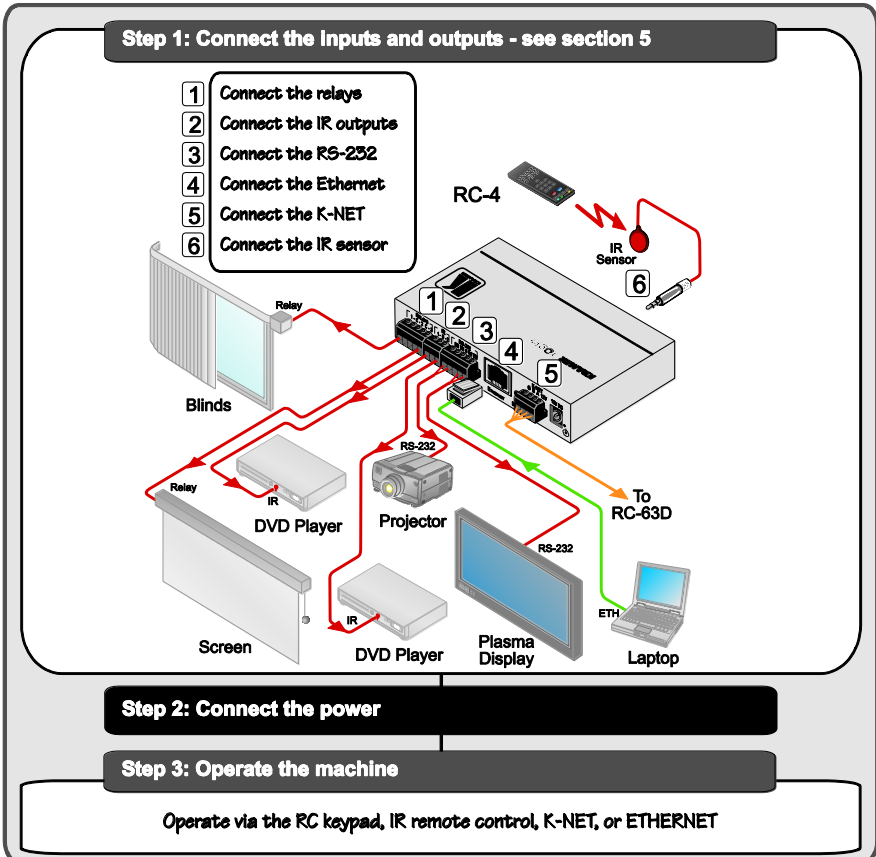 Step 1: Connect the inputs and outputs - see section 5
1 Connect the relays
2 Connect the IR outputs
3 Connect the RS-232
4 Connect the Ethernet
5 Connect the K-NET
6 Connect the IR sensor
RC-4
IR
Sensor
6
1
2
3
4
5
Relay
Blinds
RS-232
Relay
IR
DVD Player
Projector
To
RC-63D
RS-232
IR
ETH
Screen
DVD Player
Plasma
Display
Laptop
Step 2: Connect the power
Step 3: Operate the machine
Operate via the RC keypad, IR remote control, K-NET, or ETHERNET